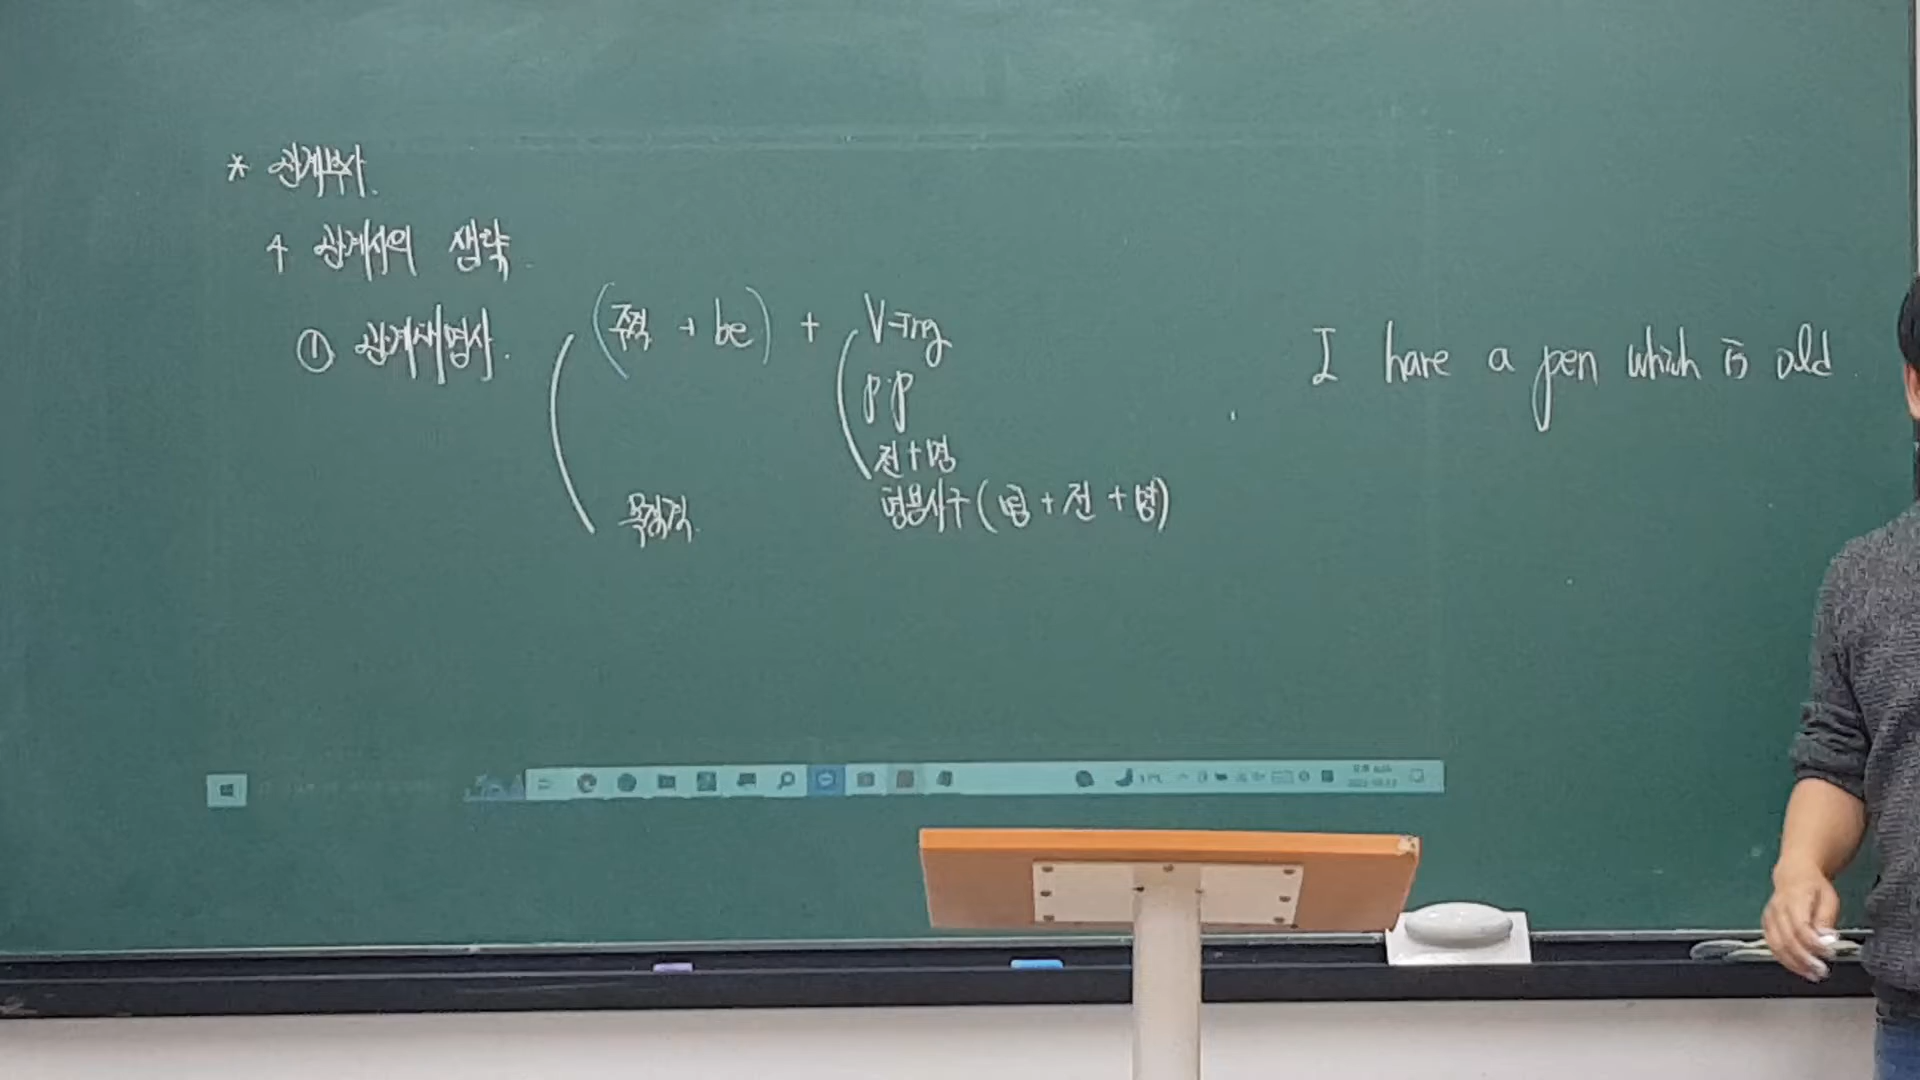 * 관계부사.
+ 관계사의 생략.
① 관계대명사.
(주격 + be) + V-ing
p.p
전+명
형용사구 (형 + 전 + 명)
목적격.
I have a pen which is old